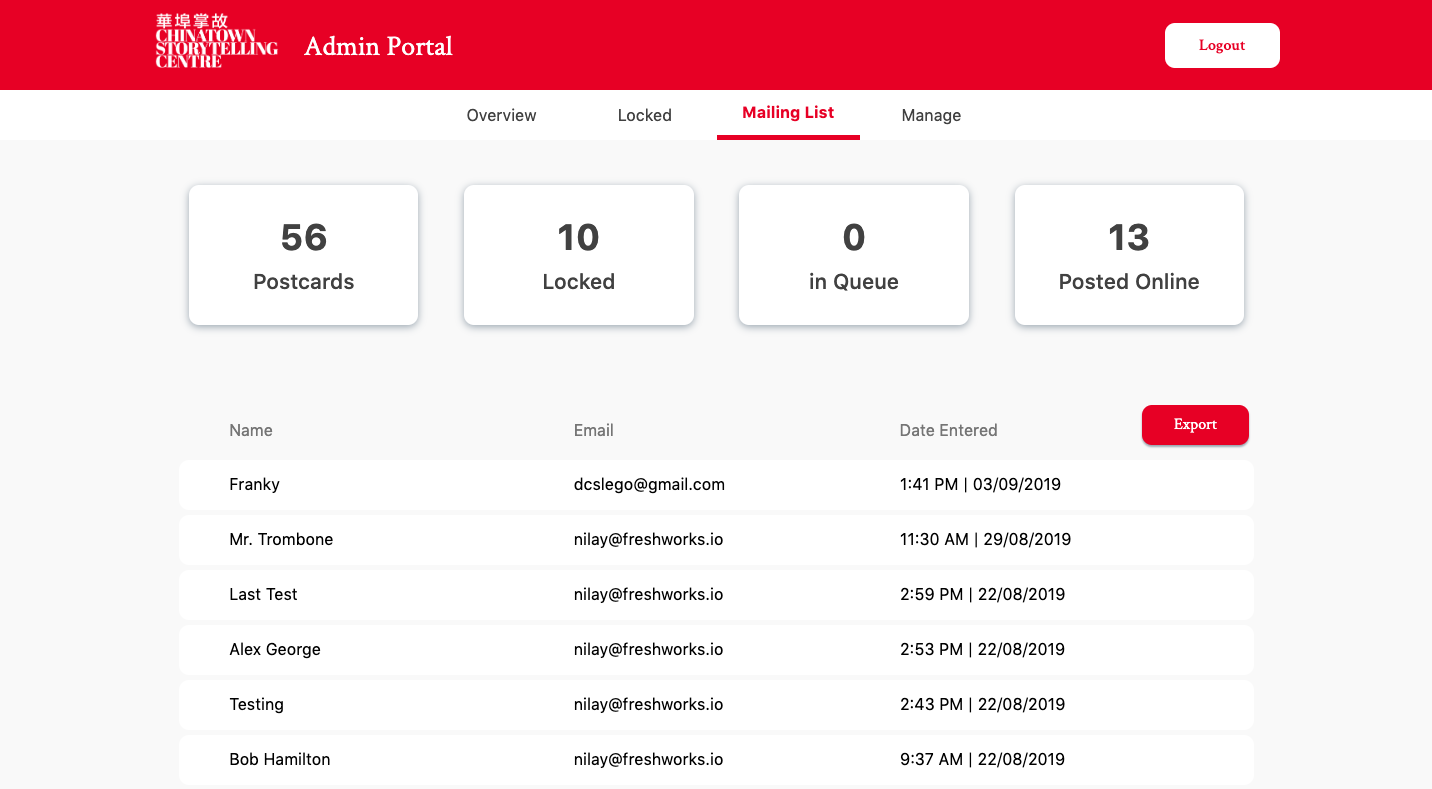 華埠掌故
CHINATOWN
STORYTELLING
CENTRE
Admin Portal
Logout
Overview Locked Mailing List Manage
56 10 0 13
Postcards Locked in Queue Posted Online
Name Email Date Entered Export
Franky dcslego@gmail.com 1:41 PM | 03/09/2019
Mr. Trombone nilay@freshworks.io 11:30 AM | 29/08/2019
Last Test nilay@freshworks.io 2:59 PM | 22/08/2019
Alex George nilay@freshworks.io 2:53 PM | 22/08/2019
Testing nilay@freshworks.io 2:43 PM | 22/08/2019
Bob Hamilton nilay@freshworks.io 9:37 AM | 22/08/2019